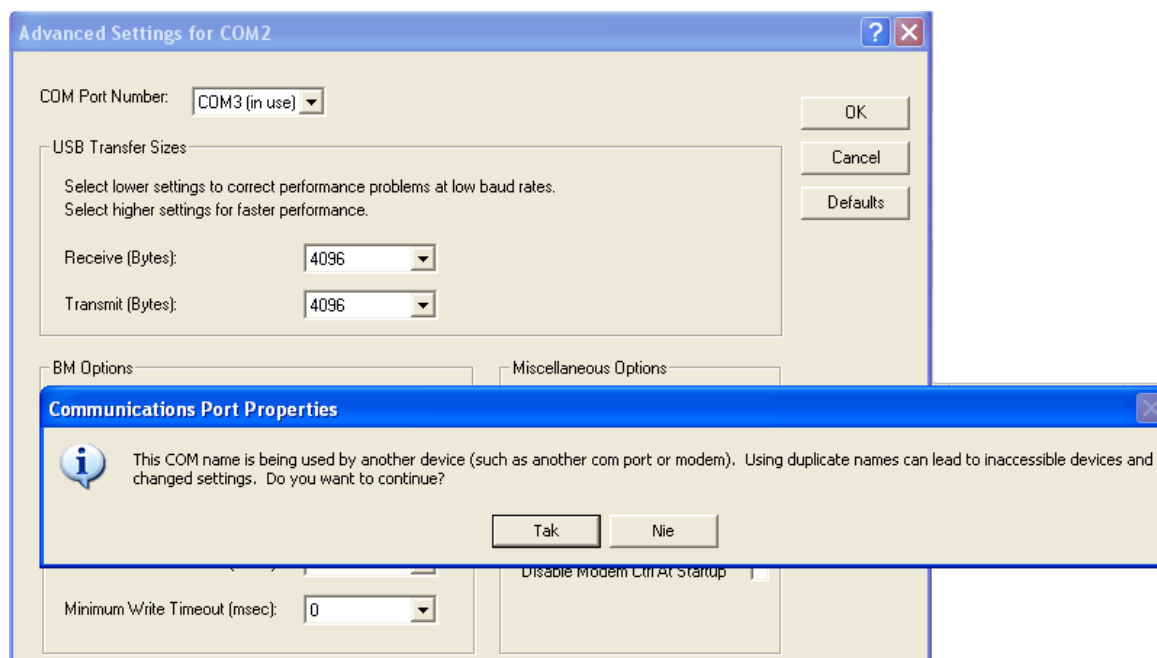 Advanced Settings for COM2
COM Port Number: COM3 (in use)
OK
USB Transfer Sizes
Cancel
Select lower settings to correct performance problems at low baud rates.
Select higher settings for faster performance.
Defaults
Receive (Bytes): 4096
Transmit (Bytes): 4096
BM Options
Miscellaneous Options
Communications Port Properties
This COM name is being used by another device (such as another com port or modem). Using duplicate names can lead to inaccessible devices and
changed settings. Do you want to continue?
Tak Nie
Disable Modem Ctrl At Startup
Minimum Write Timeout (msec): 0